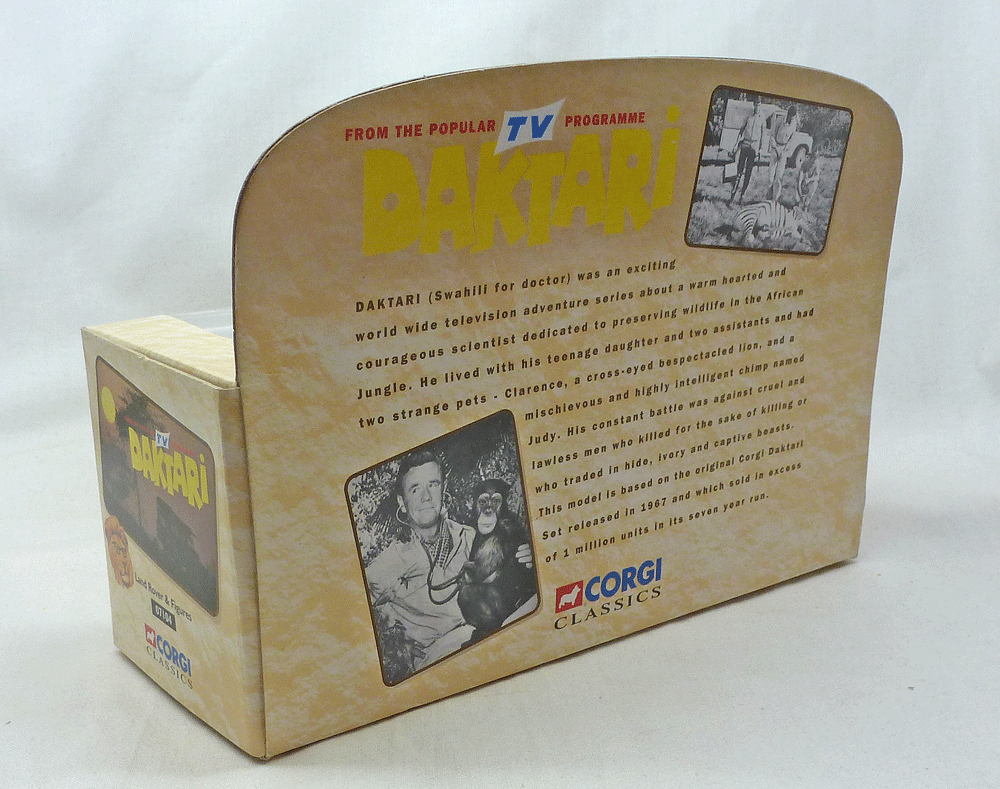 FROM THE POPULAR TV PROGRAMME
DAKTARI
DAKTARI (Swahili for doctor) was an exciting
world wide television adventure series about a warm hearted and
courageous scientist dedicated to preserving wildlife in the African
Jungle. He lived with his teenage daughter and two assistants and had
two strange pets - Clarence, a cross-eyed bespectacled lion, and a
mischievous and highly intelligent chimp named
Judy. His constant battle was against cruel and
lawless men who killed for the sake of killing or
who traded in hide, ivory and captive beasts.
This model is based on the original Corgi Daktari
Set released in 1967 and which sold in excess
of 1 million units in its seven year run.
CORGI
CLASSICS
TV
DAKTARI
Land Rover & Figures
07104
CORGI
CLASSICS